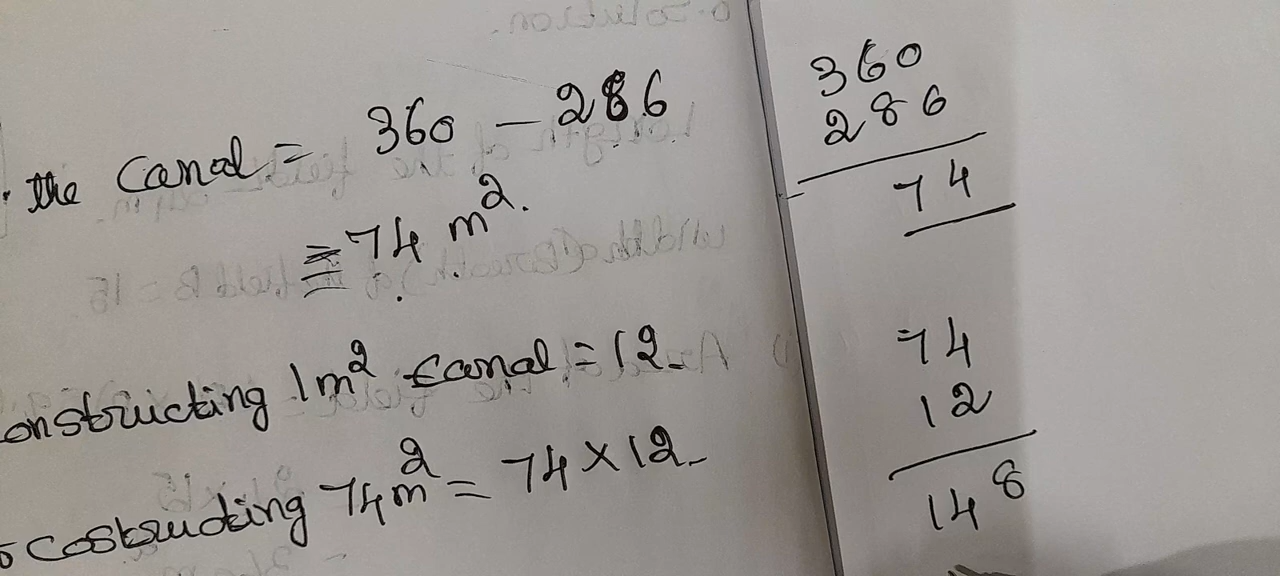 the canal = 360 - 286
= 74 m².
onstructing 1m² canal = 12-
costructing 74m² = 74 × 12-
360
286
74
74
12
148